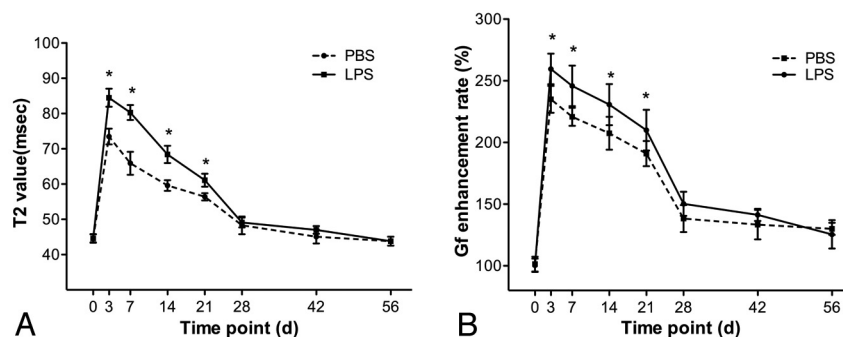 100
90
80
70
60
50
40
T2 value(msec)
* * * *
PBS
LPS
0 3 7 14 21 28 42 56
Time point (d)
A
300
250
200
150
100
Gf enhancement rate (%)
* * * *
PBS
LPS
0 3 7 14 21 28 42 56
Time point (d)
B